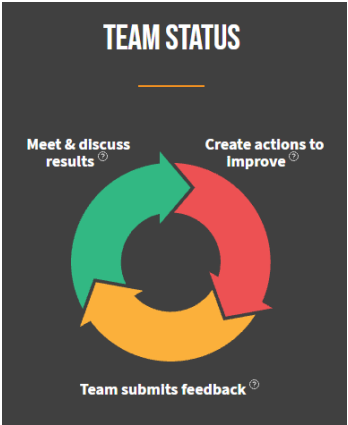 TEAM STATUS
Meet & discuss
results ?
Create actions to
improve ?
Team submits feedback ?